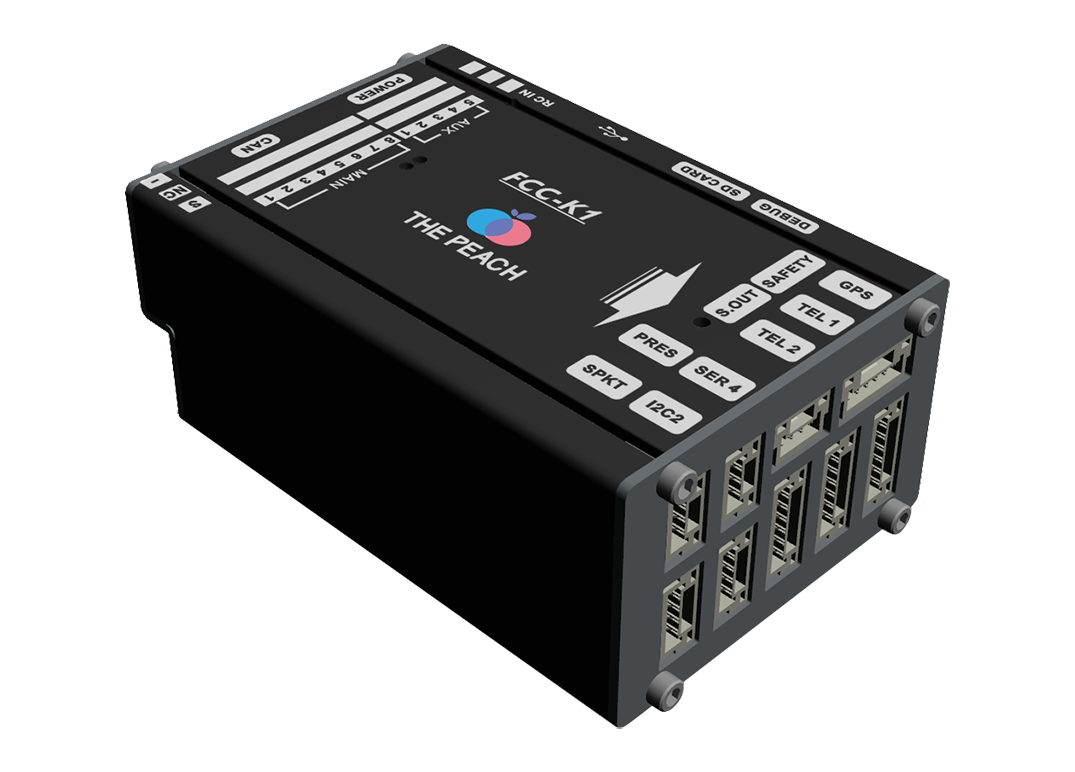 RC IN
POWER
CAN
5 4 3 2 1
AUX
8 7 6 5 4 3 2 1
MAIN
-
NC
S
SD CARD
DEBUG
FCC-K1
THE PEACH
S.OUT
SAFETY
GPS
TEL 1
TEL 2
PRES
SER 4
SPKT
I2C2